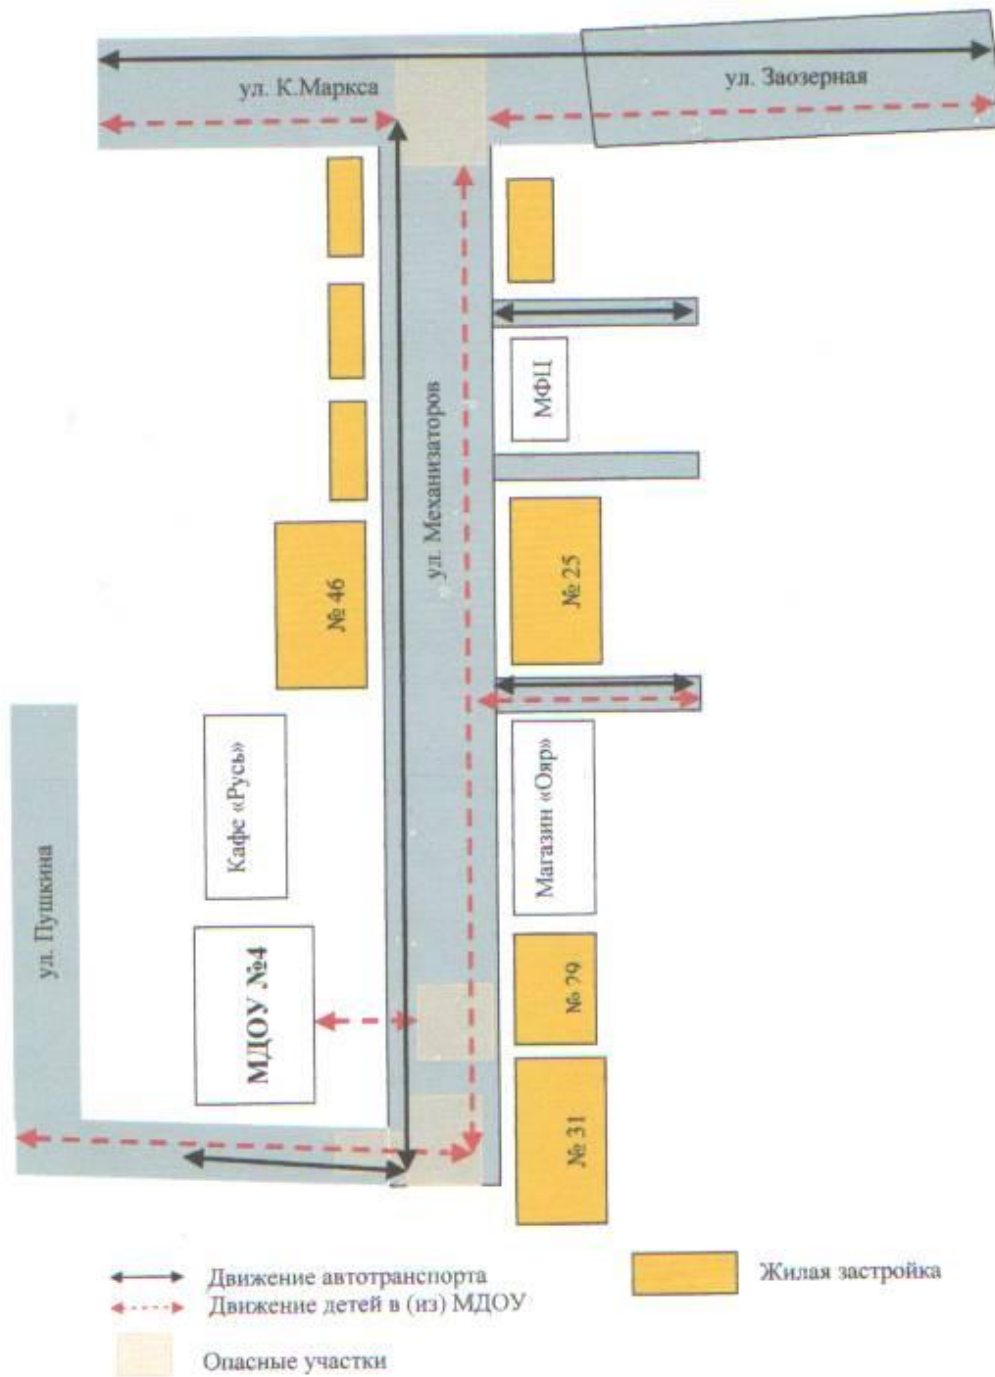 ул. К.Маркса
ул. Заозерная
ул. Механизаторов
МФЦ
№ 46
№ 25
Кафе «Русь»
Магазин «Ояр»
ул. Пушкина
МДОУ №4
№ 29
№ 31
Движение автотранспорта
Движение детей в (из) МДОУ
Опасные участки
Жилая застройка